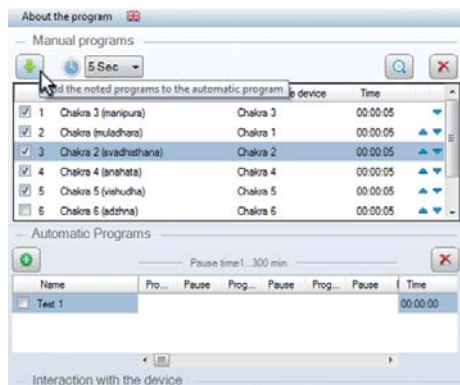 About the program
Manual programs
5 Sec
Add the noted programs to the automatic program
e device Time
1 Chakra 3 (manipura) Chakra 3 00:00:05
2 Chakra (muladhara) Chakra 1 00:00:05
3 Chakra 2 (svadhisthana) Chakra 2 00:00:05
4 Chakra 4 (anahata) Chakra 4 00:00:05
5 Chakra 5 (vishudha) Chakra 5 00:00:05
6 Chakra 6 (adzhna) Chakra 6 00:00:05
Automatic Programs
Pause time1...300 min.
Name Pro... Pause Prog... Pause Prog... Pause Time
Test 1 00:00:00
Interaction with the device